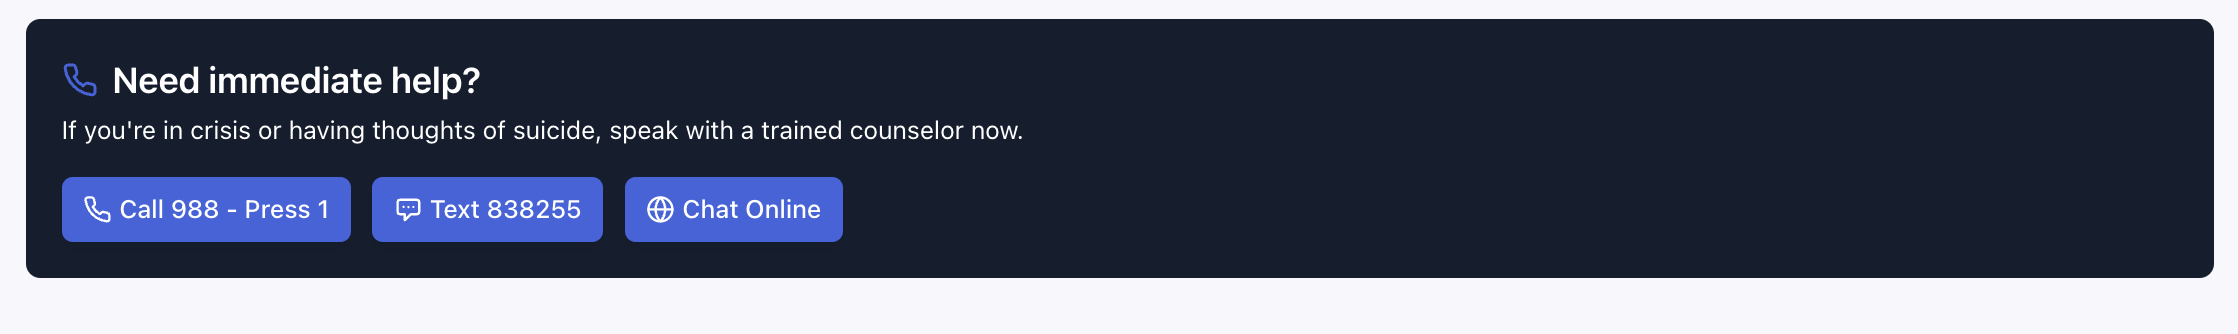 Need immediate help?
If you're in crisis or having thoughts of suicide, speak with a trained counselor now.
Call 988 - Press 1
Text 838255
Chat Online